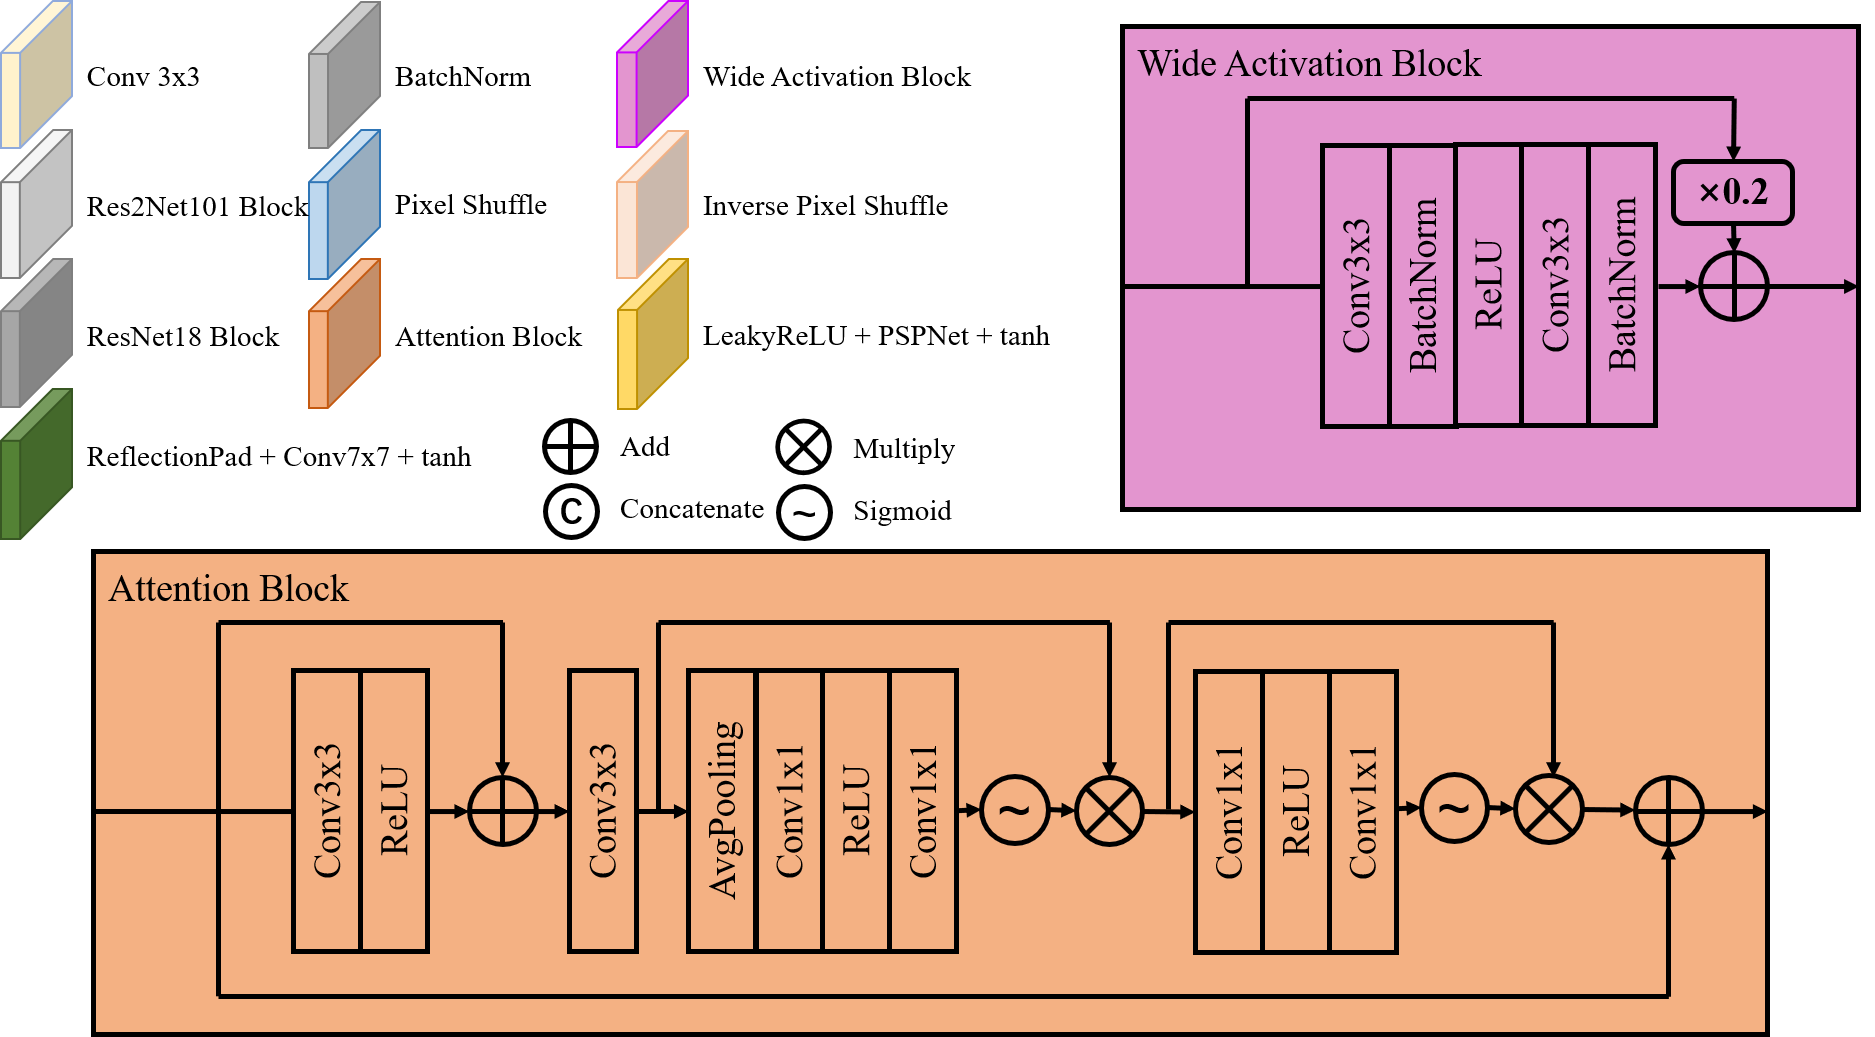 Conv 3x3
BatchNorm
Wide Activation Block
Res2Net101 Block
Pixel Shuffle
Inverse Pixel Shuffle
ResNet18 Block
Attention Block
LeakyReLU + PSPNet + tanh
ReflectionPad + Conv7x7 + tanh
Add
Multiply
C
Concatenate
~
Sigmoid
Wide Activation Block
Conv3x3
BatchNorm
ReLU
Conv3x3
BatchNorm
×0.2
Attention Block
Conv3x3
ReLU
Conv3x3
AvgPooling
Conv1x1
ReLU
Conv1x1
~
Conv1x1
ReLU
Conv1x1
~